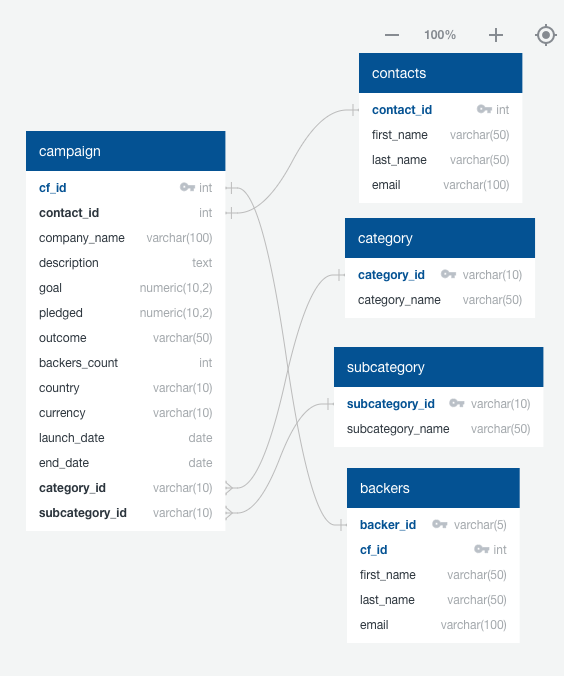 100%
campaign
cf_id int
contact_id int
company_name varchar(100)
description text
goal numeric(10,2)
pledged numeric(10,2)
outcome varchar(50)
backers_count int
country varchar(10)
currency varchar(10)
launch_date date
end_date date
category_id varchar(10)
subcategory_id varchar(10)
contacts
contact_id int
first_name varchar(50)
last_name varchar(50)
email varchar(100)
category
category_id varchar(10)
category_name varchar(50)
subcategory
subcategory_id varchar(10)
subcategory_name varchar(50)
backers
backer_id varchar(5)
cf_id int
first_name varchar(50)
last_name varchar(50)
email varchar(100)